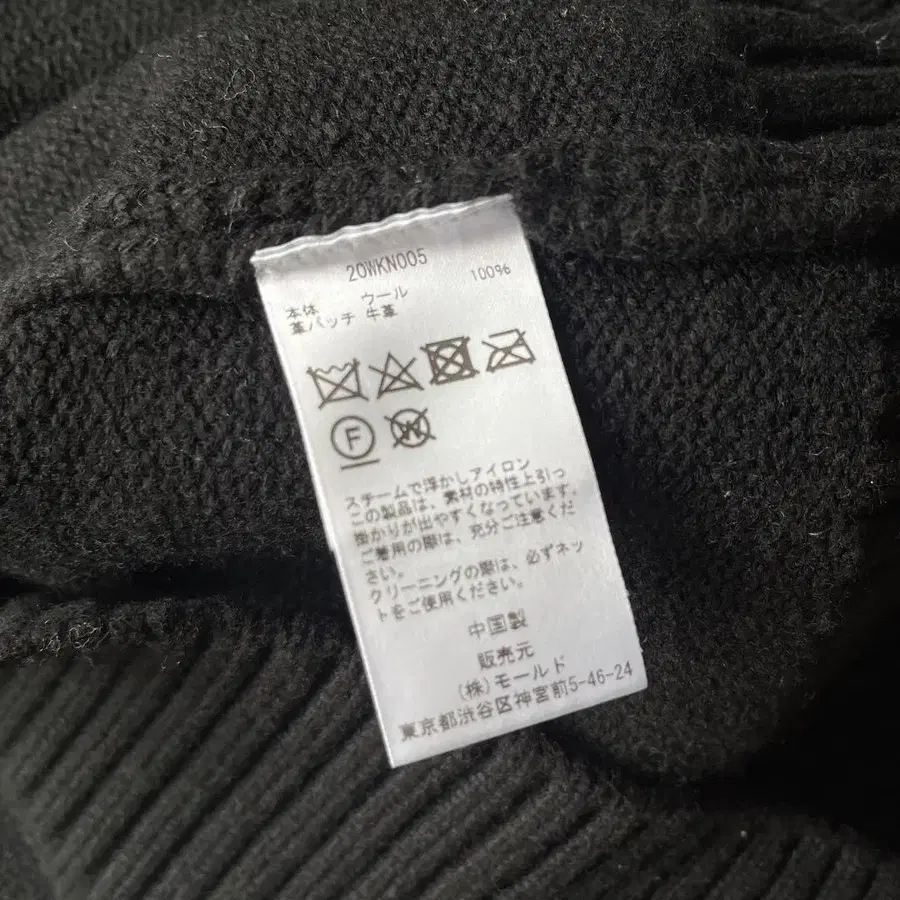 20WKN005
本体 ウール 100%
革パッチ 牛革
F W
スチームで浮かしアイロン
この製品は、素材の特性上引っ
掛かりが出やすくなっています。
ご着用の際は、充分ご注意くだ
さい。
クリーニングの際は、必ずネッ
トをご使用ください。
中国製
販売元
(株)モールド
東京都渋谷区神宮前5-46-24